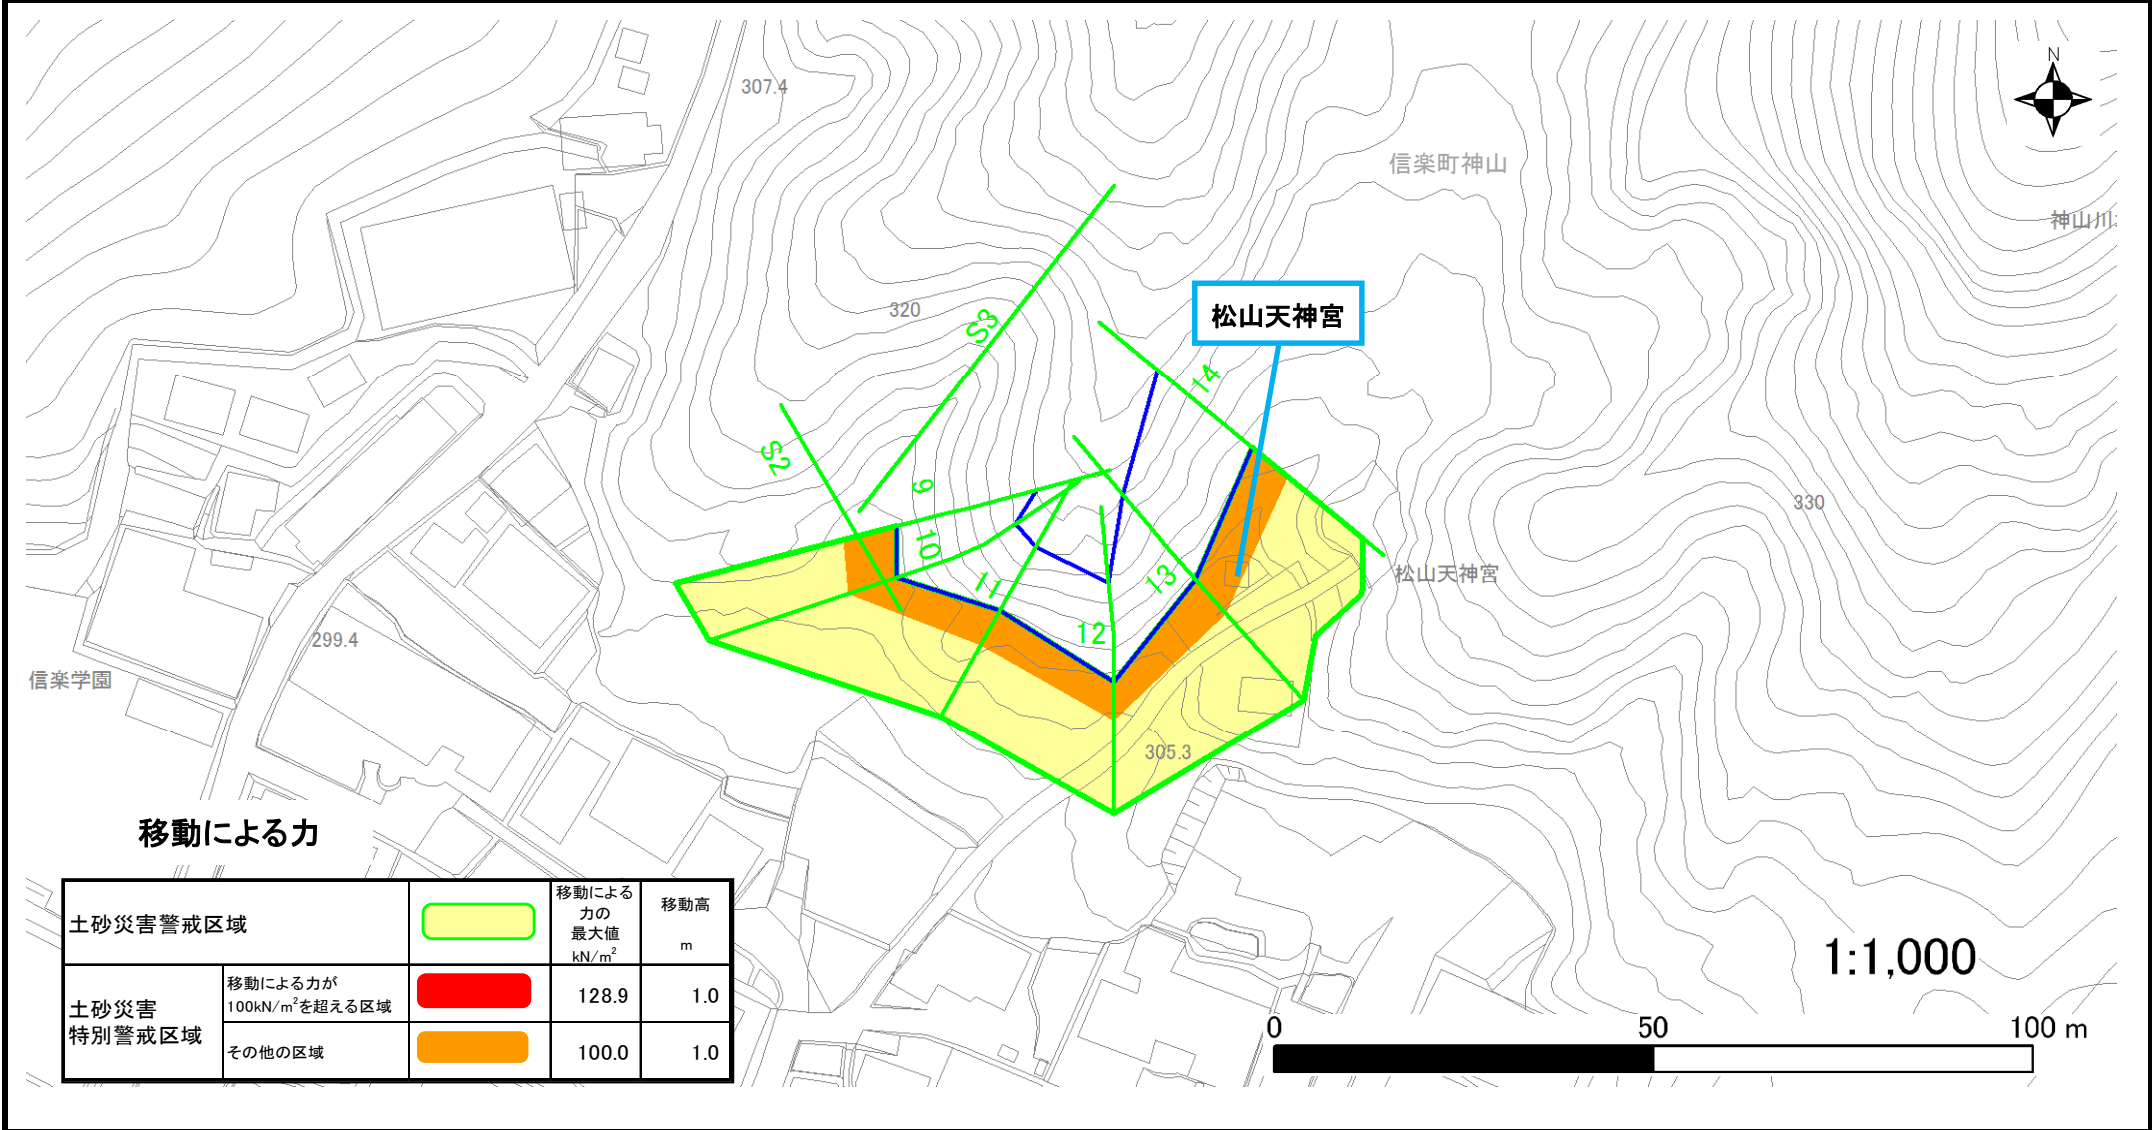 N
307.4
信楽町神山
神山川
320
S3
松山天神宮
14
S2
9
10
330
11
13
松山天神宮
12
299.4
信楽学園
305.3
移動による力
土砂災害警戒区域
移動による
力の
最大値
kN/m²
移動高
m
土砂災害
特別警戒区域
移動による力が
100kN/m²を超える区域
128.9
1.0
その他の区域
100.0
1.0
1:1,000
0 50 100 m